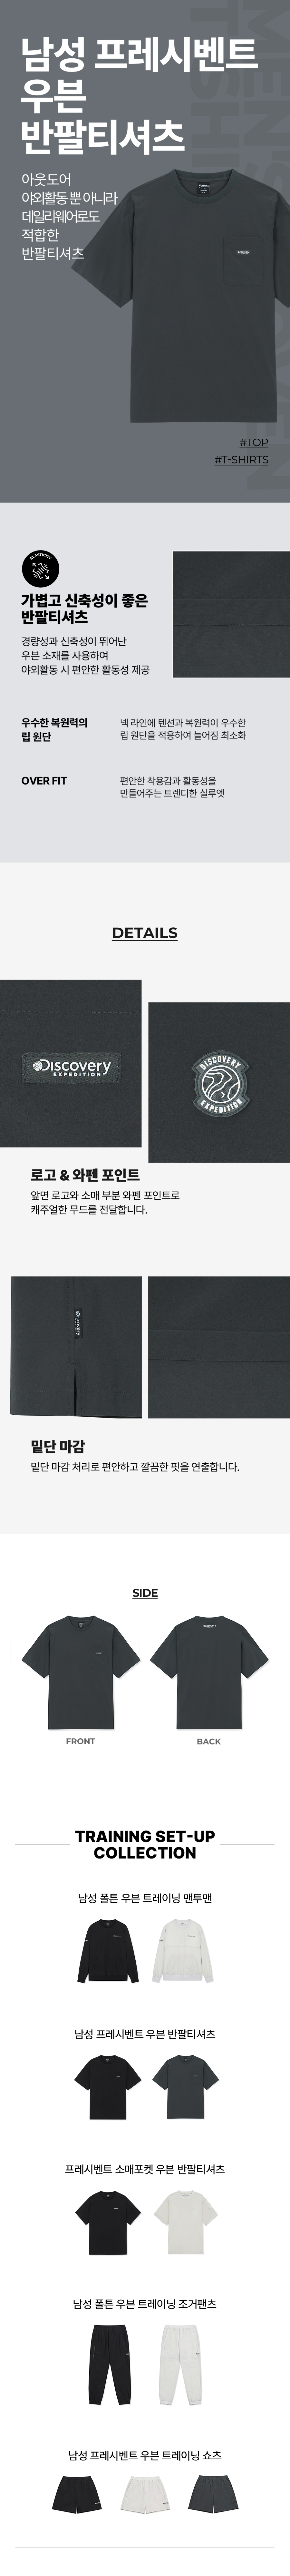 남성 프레시벤트
우븐
반팔티셔츠
아웃도어
야외활동 뿐 아니라
데일리웨어로도
적합한
반팔티셔츠
Discovery
#TOP
#T-SHIRTS
ELASTICITY
가볍고 신축성이 좋은
반팔티셔츠
경량성과 신축성이 뛰어난
우븐 소재를 사용하여
야외활동 시 편안한 활동성 제공
우수한 복원력의
립 원단
넥 라인에 텐션과 복원력이 우수한
립 원단을 적용하여 늘어짐 최소화
OVER FIT
편안한 착용감과 활동성을
만들어주는 트렌디한 실루엣
DETAILS
Discovery
EXPEDITION
DISCOVERY
EXPEDITION
로고 & 와펜 포인트
앞면 로고와 소매 부분 와펜 포인트로
캐주얼한 무드를 전달합니다.
Discovery
밑단 마감
밑단 마감 처리로 편안하고 깔끔한 핏을 연출합니다.
SIDE
FRONT
BACK
TRAINING SET-UP
COLLECTION
남성 폴튼 우븐 트레이닝 맨투맨
남성 프레시벤트 우븐 반팔티셔츠
프레시벤트 소매포켓 우븐 반팔티셔츠
남성 폴튼 우븐 트레이닝 조거팬츠
남성 프레시벤트 우븐 트레이닝 쇼츠